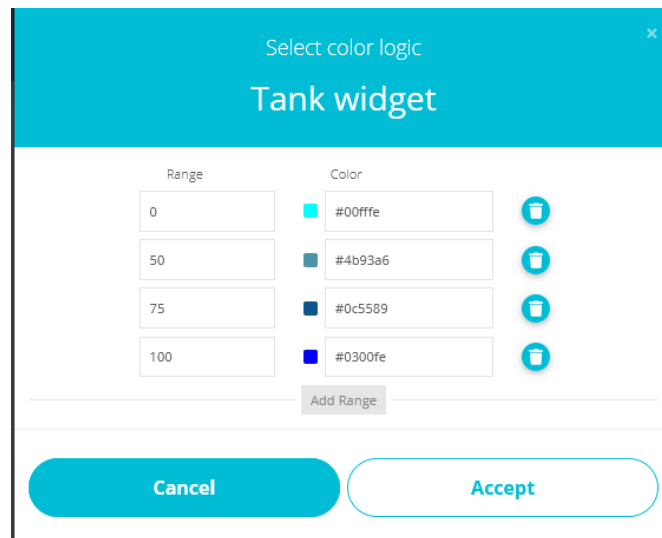 ×
Select color logic
Tank widget
Range Color
0 #00fffe
50 #4b93a6
75 #0c5589
100 #0300fe
Add Range
Cancel Accept